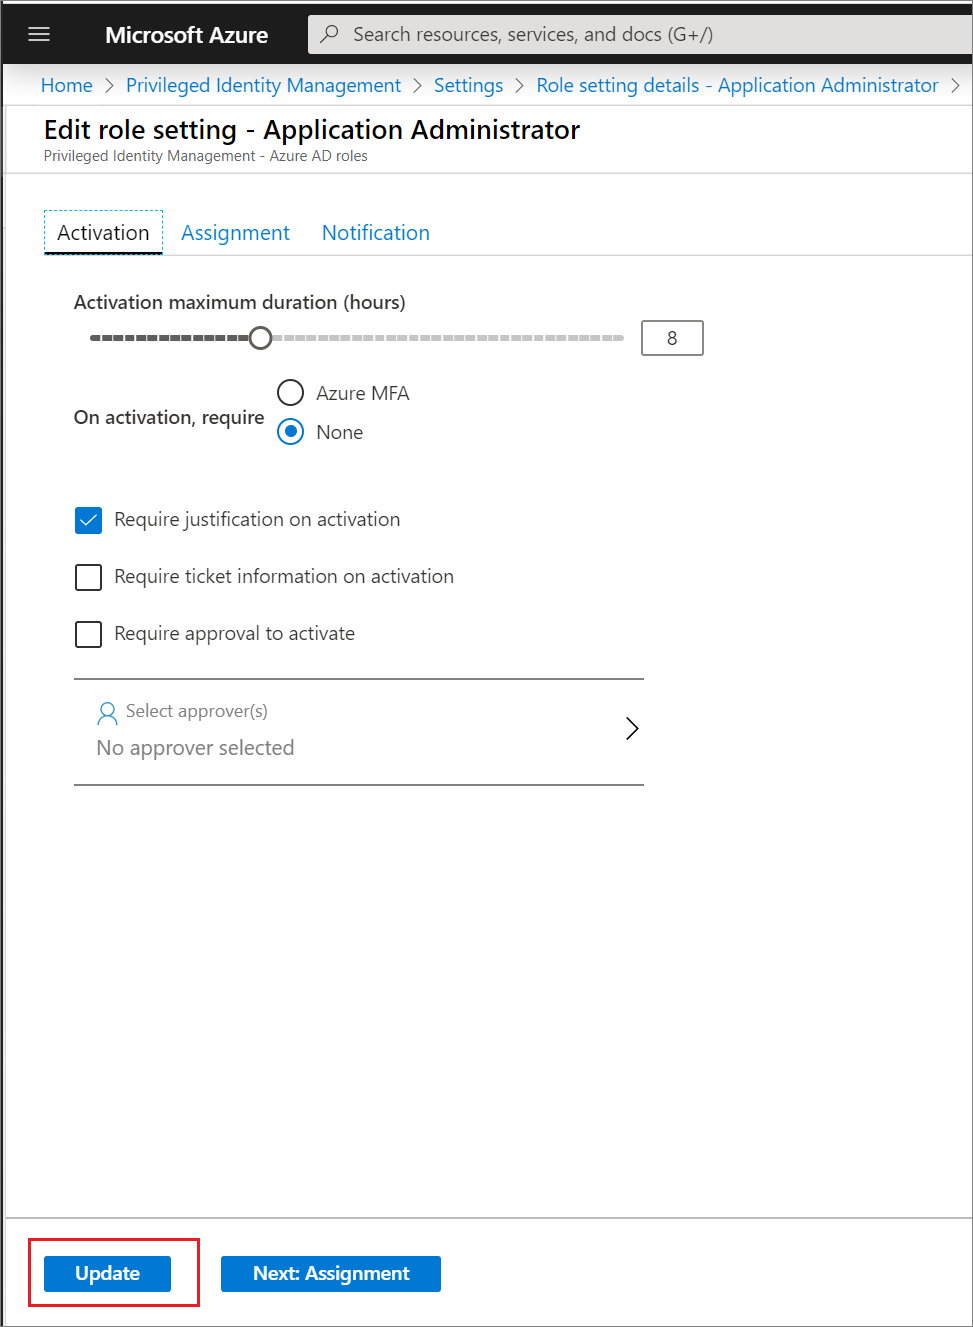 Microsoft Azure
Search resources, services, and docs (G+/)
Home > Privileged Identity Management > Settings > Role setting details - Application Administrator >
Edit role setting - Application Administrator
Privileged Identity Management - Azure AD roles
Activation Assignment Notification
Activation maximum duration (hours)
8
Azure MFA
On activation, require
None
Require justification on activation
Require ticket information on activation
Require approval to activate
Select approver(s)
No approver selected
Update Next: Assignment